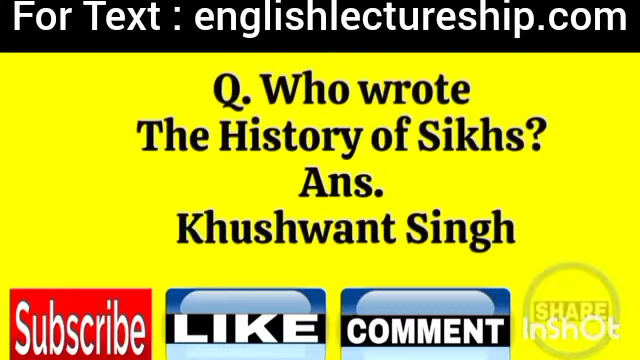 For Text : englishlectureship.com
Q. Who wrote
The History of Sikhs?
Ans.
Khushwant Singh
Subscribe
LIKE
COMMENT
SHARE
InShOt